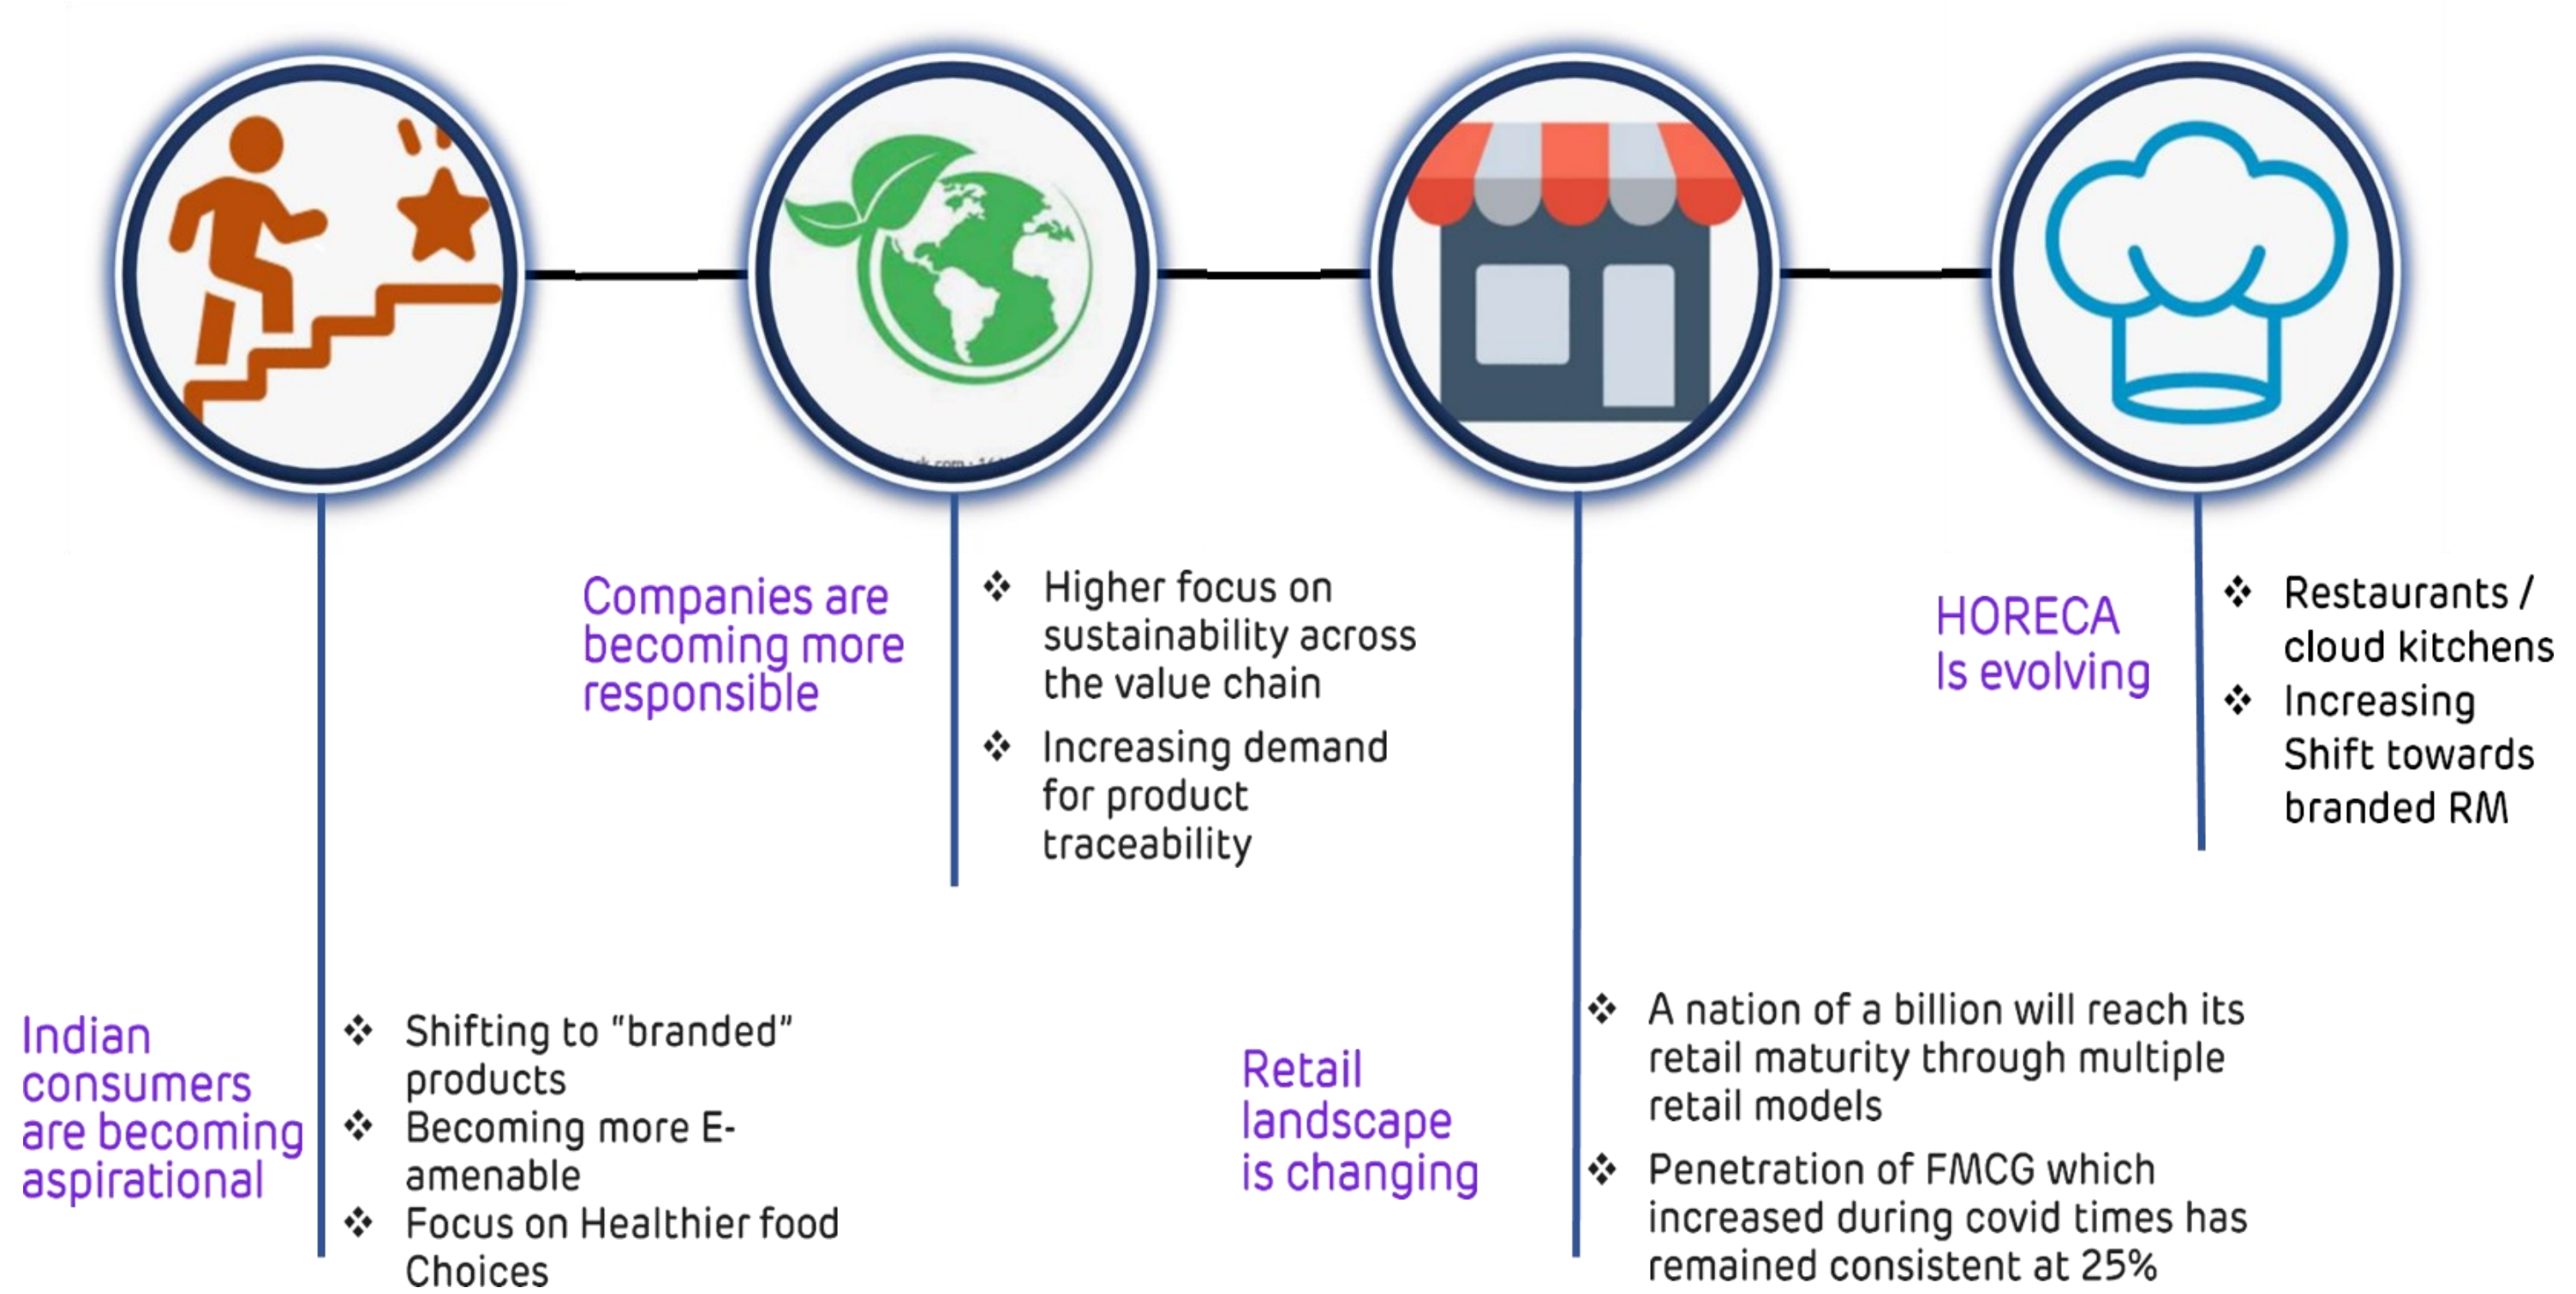 Indian
consumers
are becoming
aspirational
❖ Shifting to "branded"
products
❖ Becoming more E-
amenable
❖ Focus on Healthier food
Choices
Companies are
becoming more
responsible
❖ Higher focus on
sustainability across
the value chain
❖ Increasing demand
for product
traceability
Retail
landscape
is changing
❖ A nation of a billion will reach its
retail maturity through multiple
retail models
❖ Penetration of FMCG which
increased during covid times has
remained consistent at 25%
HORECA
Is evolving
❖ Restaurants /
cloud kitchens
❖ Increasing
Shift towards
branded RM